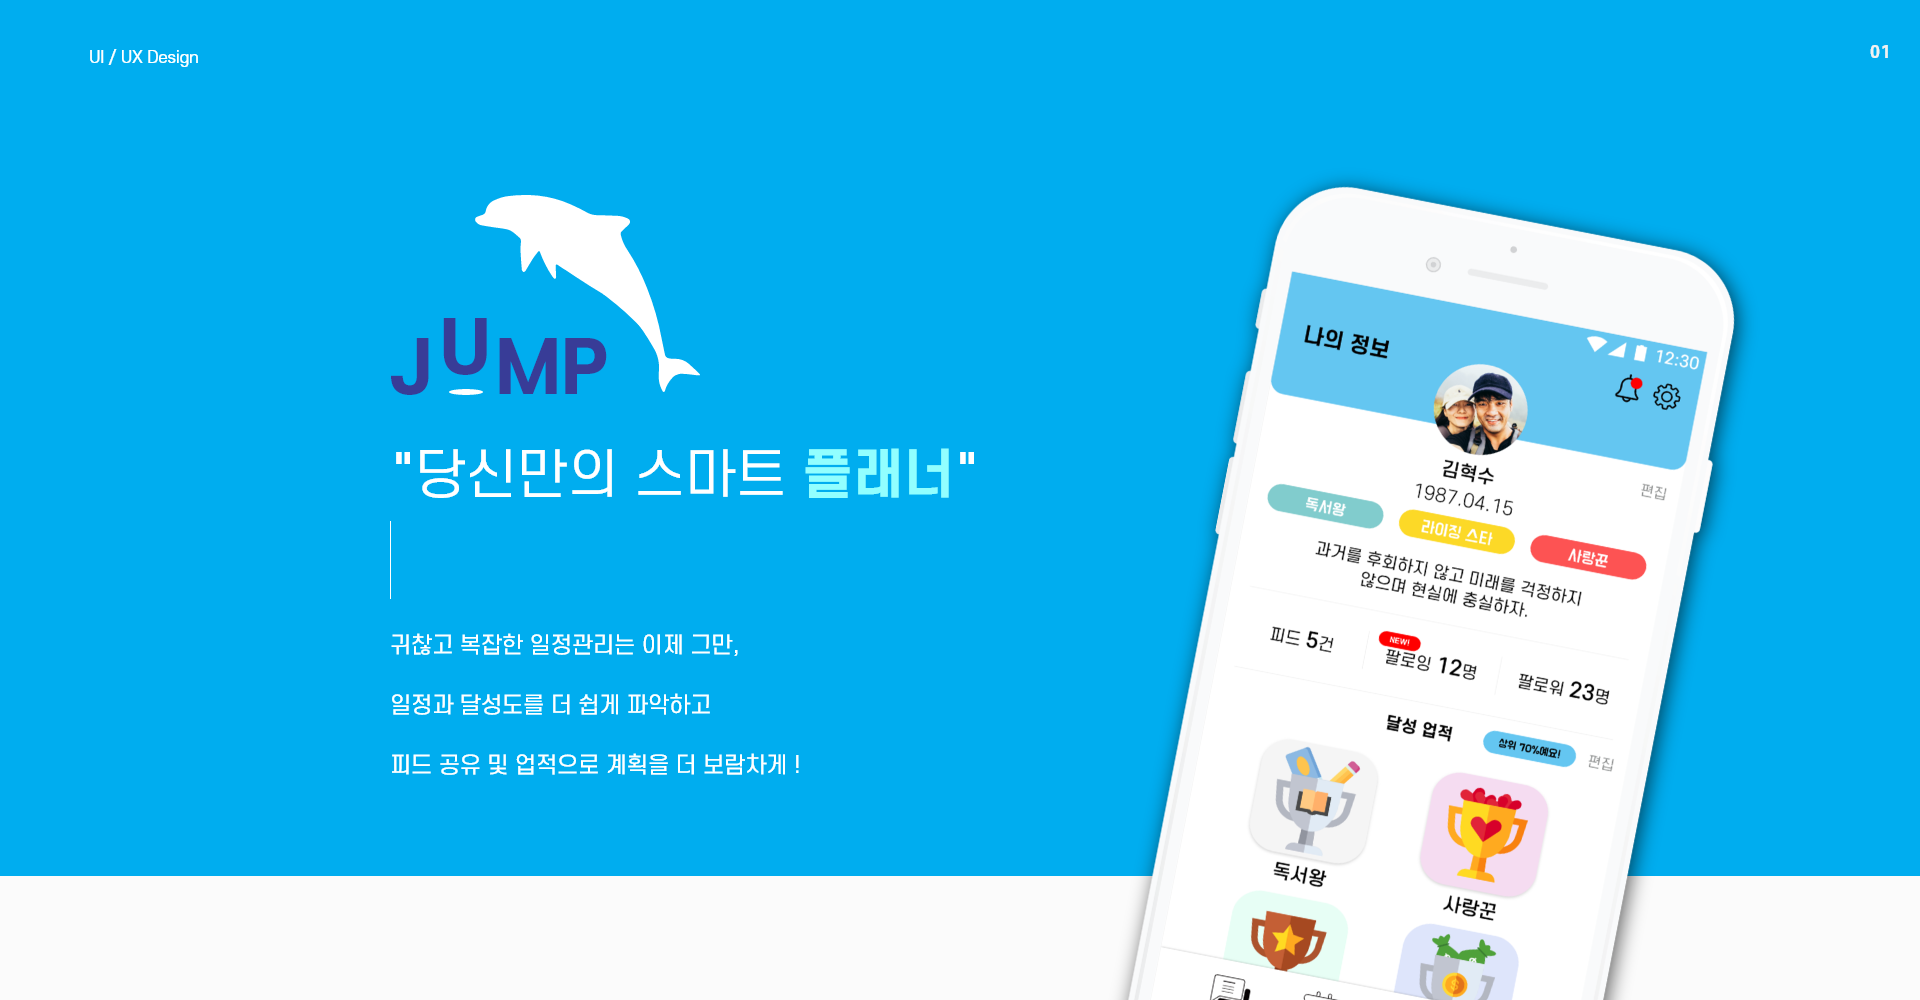 UI / UX Design
01
JUMP
"당신만의 스마트 플래너"
귀찮고 복잡한 일정관리는 이제 그만,
일정과 달성도를 더 쉽게 파악하고
피드 공유 및 업적으로 계획을 더 보람차게 !
12:30
나의 정보
김혁수
편집
1987.04.15
독서왕
라이징 스타
사랑꾼
과거를 후회하지 않고 미래를 걱정하지
않으며 현실에 충실하자.
피드 5건
NEW!
팔로잉 12명
팔로워 23명
달성 업적
상위 70%예요!
편집
독서왕
사랑꾼